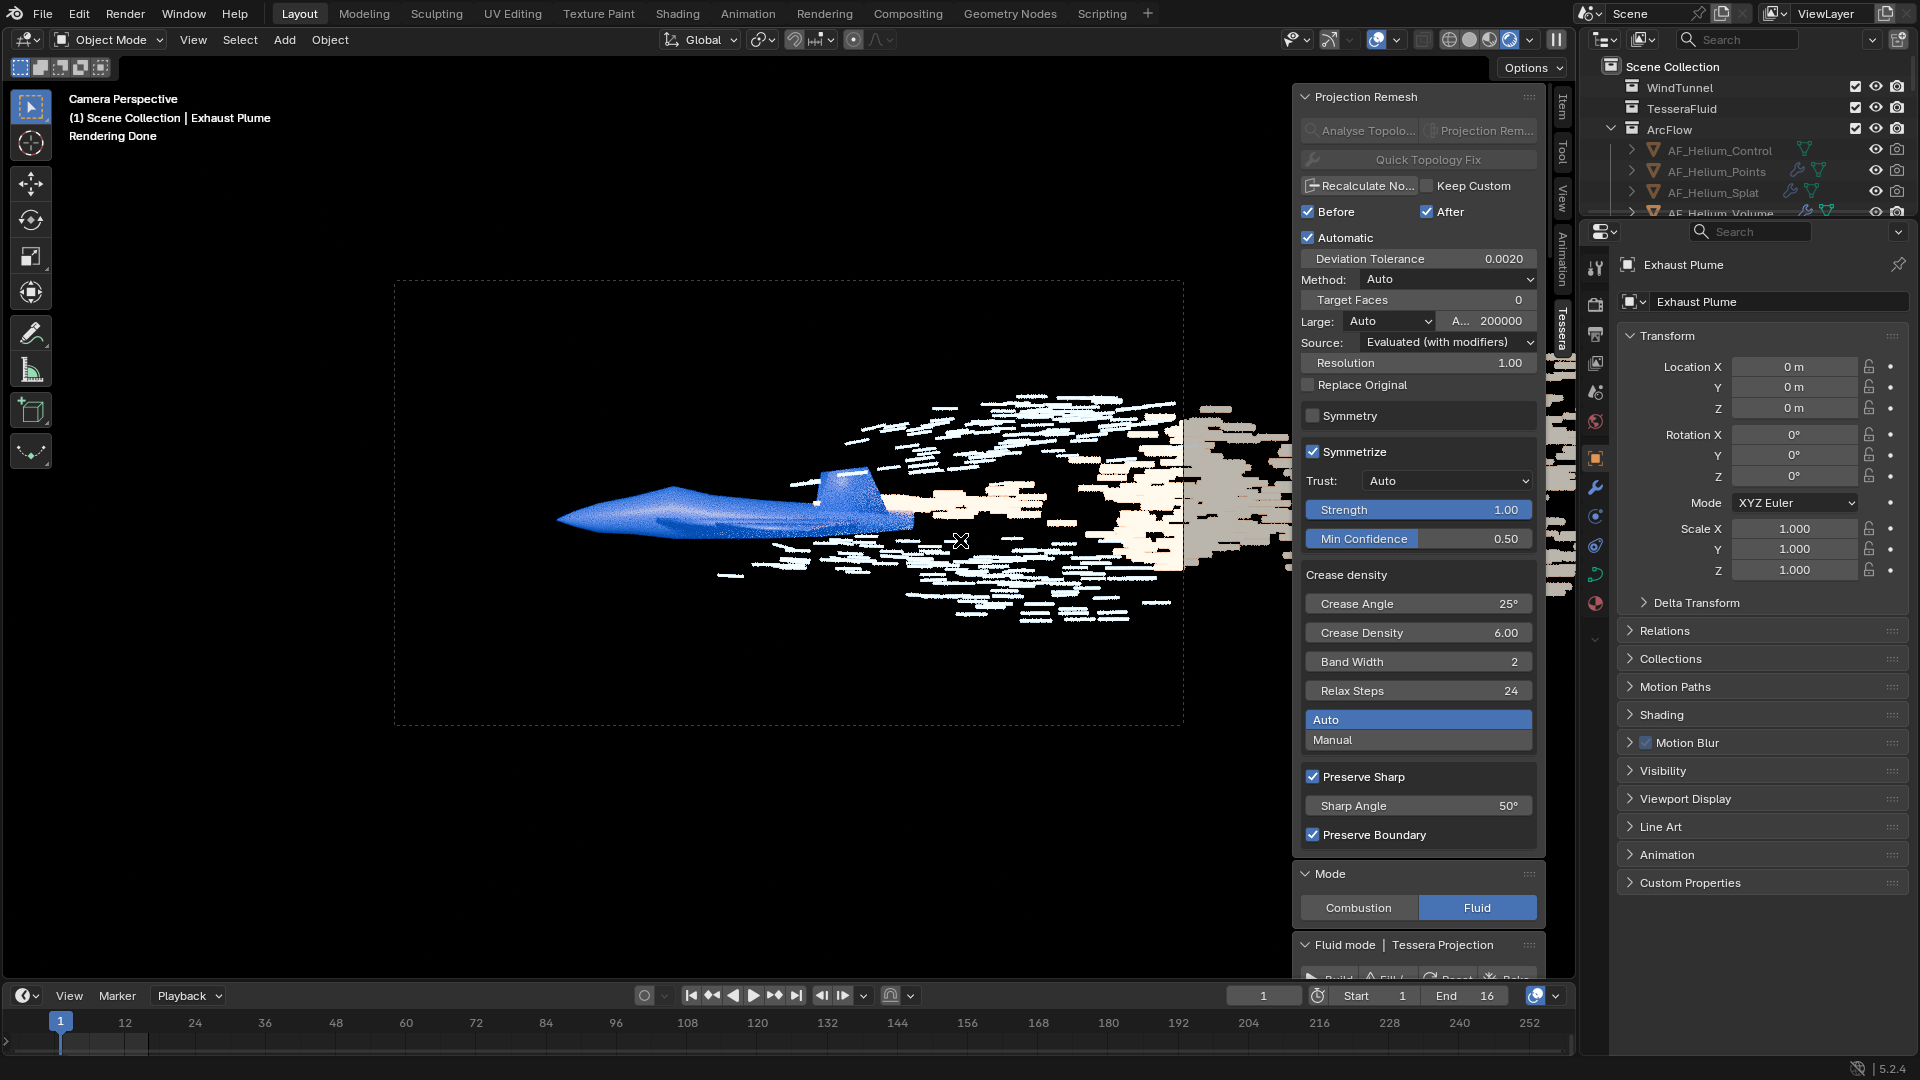 File Edit Render Window Help Layout Modeling Sculpting UV Editing Texture Paint Shading Animation Rendering Compositing Geometry Nodes Scripting Scene ViewLayer
Object Mode View Select Add Object Global Search
Options
Camera Perspective
(1) Scene Collection | Exhaust Plume
Rendering Done
Projection Remesh
Analyse Topolo... Projection Rem...
Quick Topology Fix
Recalculate No... Keep Custom
Before After
Automatic
Deviation Tolerance 0.0020
Method: Auto
Target Faces 0
Large: Auto A... 200000
Source: Evaluated (with modifiers)
Resolution 1.00
Replace Original
Symmetry
Symmetrize
Trust: Auto
Strength 1.00
Min Confidence 0.50
Crease density
Crease Angle 25°
Crease Density 6.00
Band Width 2
Relax Steps 24
Auto
Manual
Preserve Sharp
Sharp Angle 50°
Preserve Boundary
Mode
Combustion Fluid
Fluid mode | Tessera Projection
Item
Tool
View
Animation
Tessera
Scene Collection
WindTunnel
TesseraFluid
ArcFlow
AF_Helium_Control
AF_Helium_Points
AF_Helium_Splat
AF_Helium_Volume
Search
Exhaust Plume
Exhaust Plume
Transform
Location X 0 m
Y 0 m
Z 0 m
Rotation X 0°
Y 0°
Z 0°
Mode XYZ Euler
Scale X 1.000
Y 1.000
Z 1.000
Delta Transform
Relations
Collections
Motion Paths
Shading
Motion Blur
Visibility
Viewport Display
Line Art
Animation
Custom Properties
View Marker Playback 1 Start 1 End 16
1 12 24 36 48 60 72 84 96 108 120 132 144 156 168 180 192 204 216 228 240 252
5.2.4